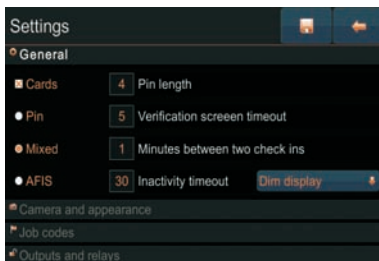 Settings
General
Cards 4 Pin length
Pin 5 Verification screeen timeout
Mixed 1 Minutes between two check ins
AFIS 30 Inactivity timeout Dim display
Camera and appearance
Job codes
Outputs and relays